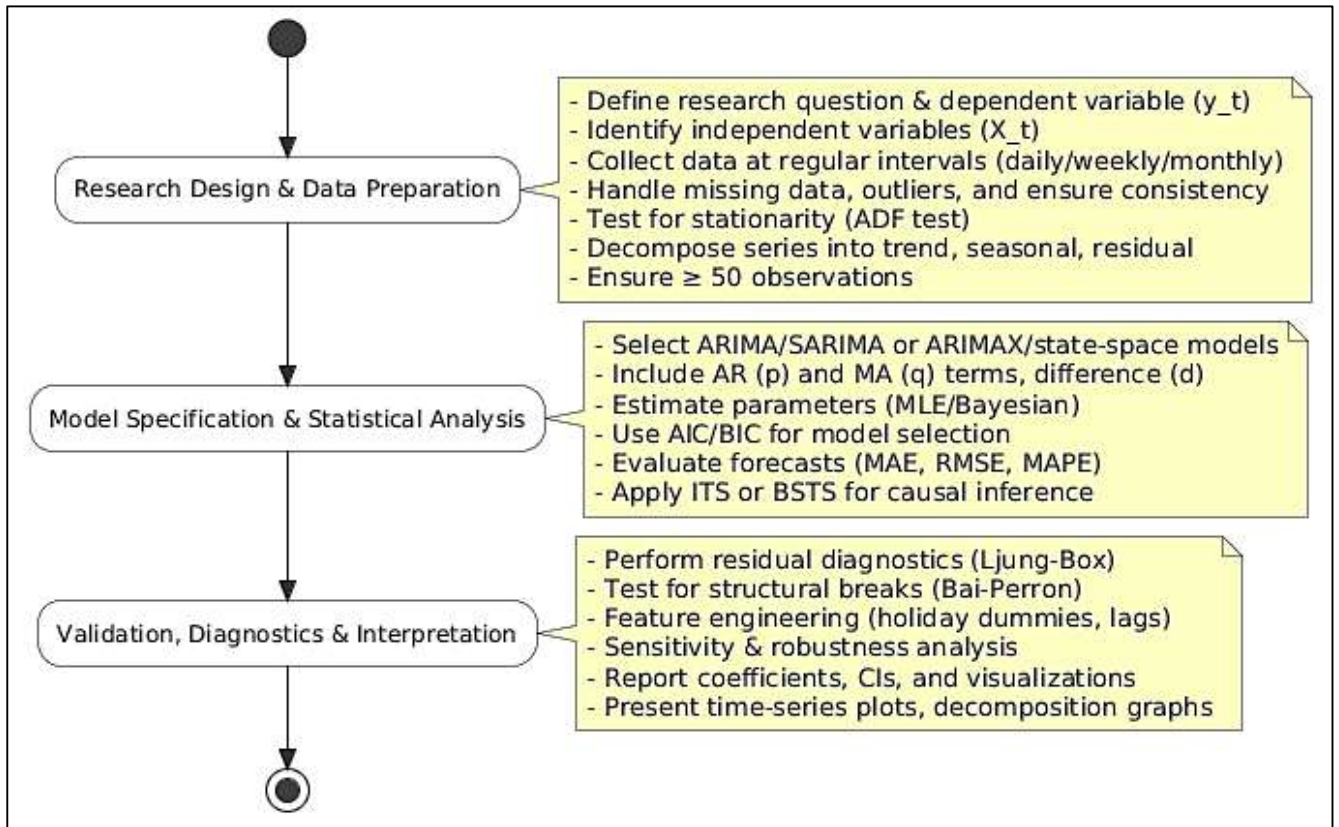 Research Design & Data Preparation
- Define research question & dependent variable (y_t)
- Identify independent variables (X_t)
- Collect data at regular intervals (daily/weekly/monthly)
- Handle missing data, outliers, and ensure consistency
- Test for stationarity (ADF test)
- Decompose series into trend, seasonal, residual
- Ensure ≥ 50 observations
Model Specification & Statistical Analysis
- Select ARIMA/SARIMA or ARIMAX/state-space models
- Include AR (p) and MA (q) terms, difference (d)
- Estimate parameters (MLE/Bayesian)
- Use AIC/BIC for model selection
- Evaluate forecasts (MAE, RMSE, MAPE)
- Apply ITS or BSTS for causal inference
Validation, Diagnostics & Interpretation
- Perform residual diagnostics (Ljung-Box)
- Test for structural breaks (Bai-Perron)
- Feature engineering (holiday dummies, lags)
- Sensitivity & robustness analysis
- Report coefficients, CIs, and visualizations
- Present time-series plots, decomposition graphs